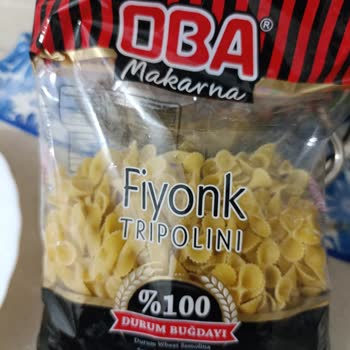 OBA®
Makarna
Fiyonk
TRIPOLINI
%100
DURUM BUĞDAYI
Durum Wheat Semolina